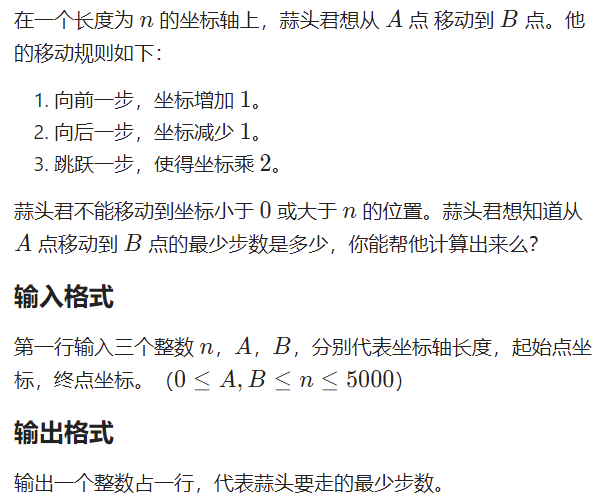 在一个长度为 n 的坐标轴上，蒜头君想从 A 点 移动到 B 点。他
的移动规则如下：
1. 向前一步，坐标增加 1。
2. 向后一步，坐标减少 1。
3. 跳跃一步，使得坐标乘 2。
蒜头君不能移动到坐标小于 0 或大于 n 的位置。蒜头君想知道从
A 点移动到 B 点的最少步数是多少，你能帮他计算出来么？
输入格式
第一行输入三个整数 n，A，B，分别代表坐标轴长度，起始点坐
标，终点坐标。（0 ≤ A, B ≤ n ≤ 5000）
输出格式
输出一个整数占一行，代表蒜头要走的最少步数。